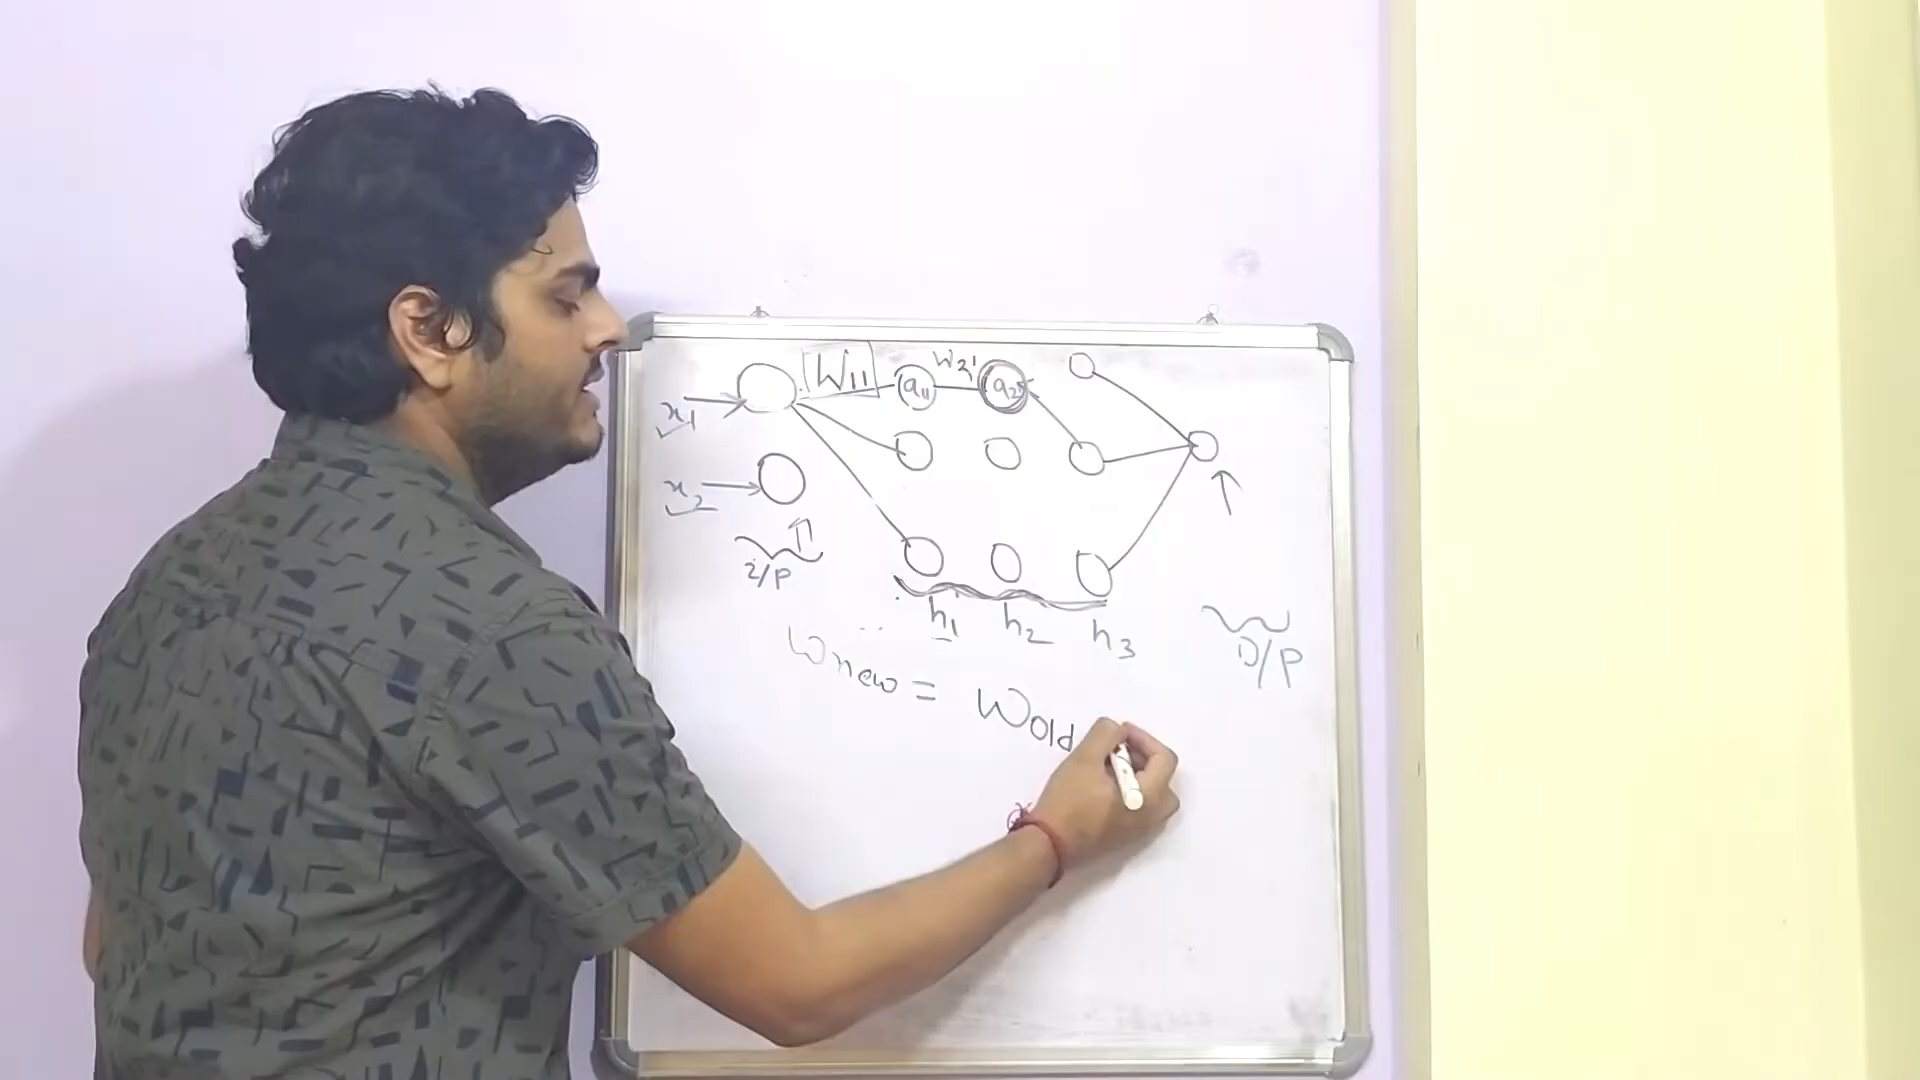 W11 W21
x1 a11 a21
x2
I/P
h1 h2 h3
O/P
Wnew = Wold